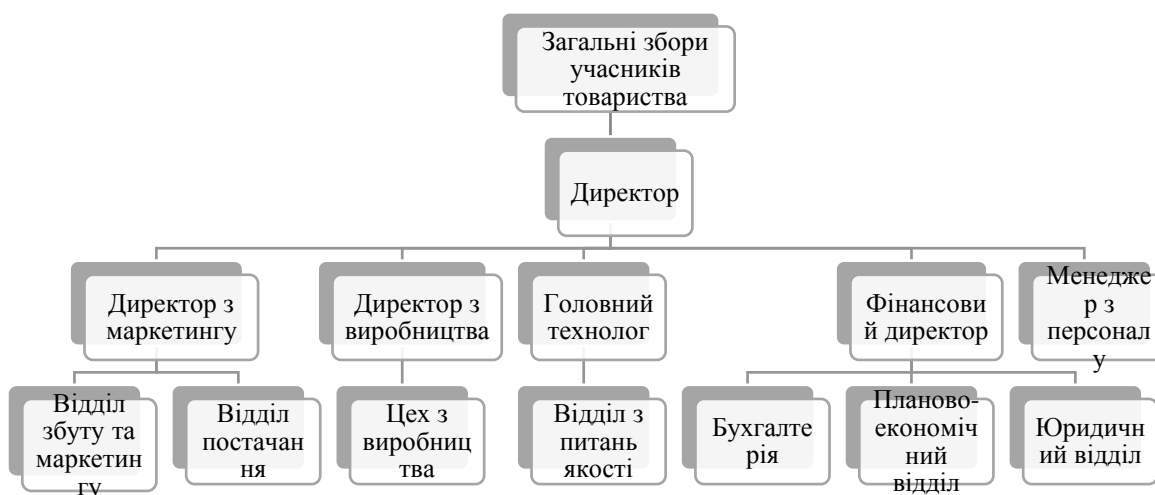 Загальні збори
учасників
товариства
Директор
Директор з
маркетингу
Директор з
виробництва
Головний
технолог
Фінансови
й директор
Менедже
р з
персонал
у
Відділ
збуту та
маркетин
гу
Відділ
постачан
ня
Цех з
виробниц
тва
Відділ з
питань
якості
Бухгалте
рія
Планово-
економіч
ний
відділ
Юридичн
ий відділ